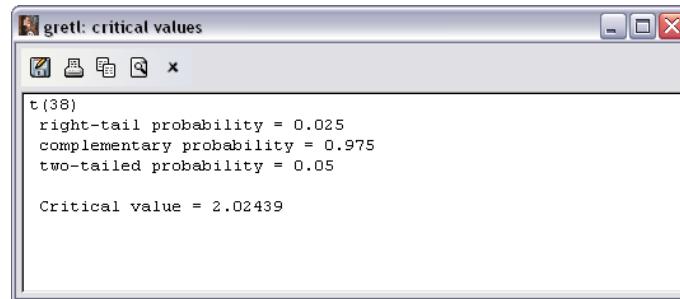 gretl: critical values
t(38)
right-tail probability = 0.025
complementary probability = 0.975
two-tailed probability = 0.05
Critical value = 2.02439